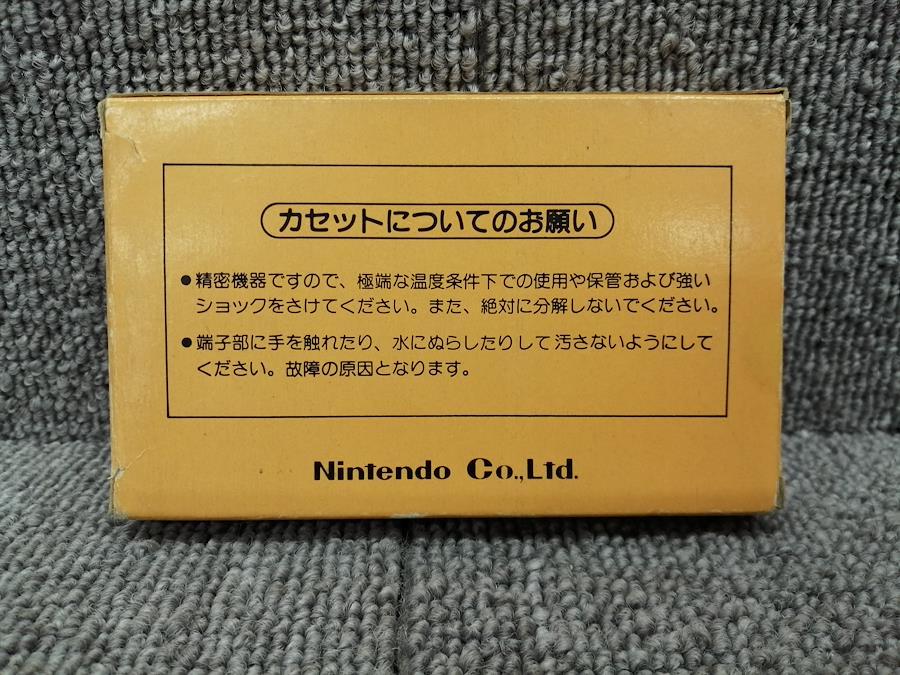 カセットについてのお願い
●精密機器ですので、極端な温度条件下での使用や保管および強い
ショックをさけてください。また、絶対に分解しないでください。
●端子部に手を触れたり、水にぬらしたりして汚さないようにして
ください。故障の原因となります。
Nintendo Co.,Ltd.